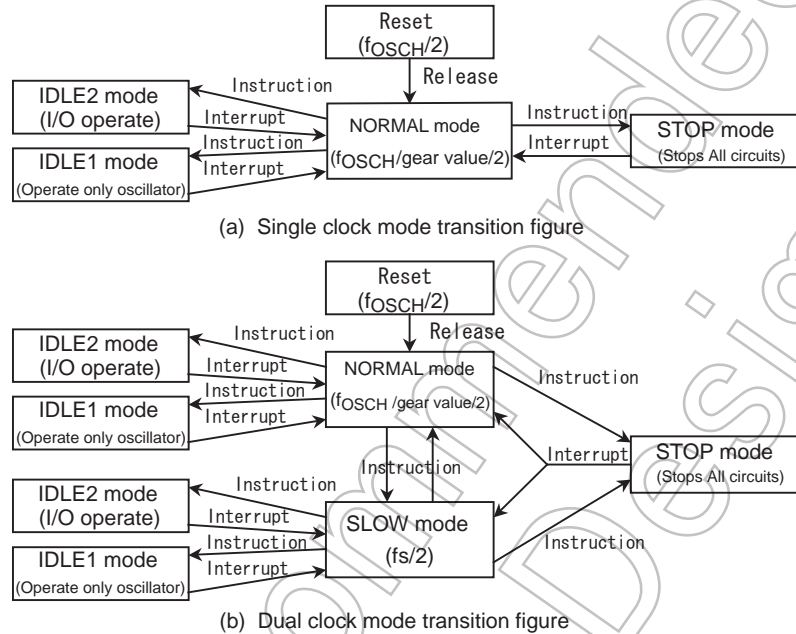 Reset
(fOSCH/2)
Release
Instruction
IDLE2 mode
(I/O operate)
Interrupt
Instruction
IDLE1 mode
(Operate only oscillator)
Interrupt
NORMAL mode
(fOSCH/gear value/2)
Instruction
Interrupt
STOP mode
(Stops All circuits)
(a) Single clock mode transition figure
Reset
(fOSCH/2)
Release
Instruction
IDLE2 mode
(I/O operate)
Interrupt
Instruction
IDLE1 mode
(Operate only oscillator)
Interrupt
NORMAL mode
(fOSCH /gear value/2)
Instruction
Instruction
Interrupt
STOP mode
(Stops All circuits)
IDLE2 mode
(I/O operate)
Instruction
Interrupt
Instruction
IDLE1 mode
(Operate only oscillator)
Interrupt
SLOW mode
(fs/2)
Instruction
(b) Dual clock mode transition figure